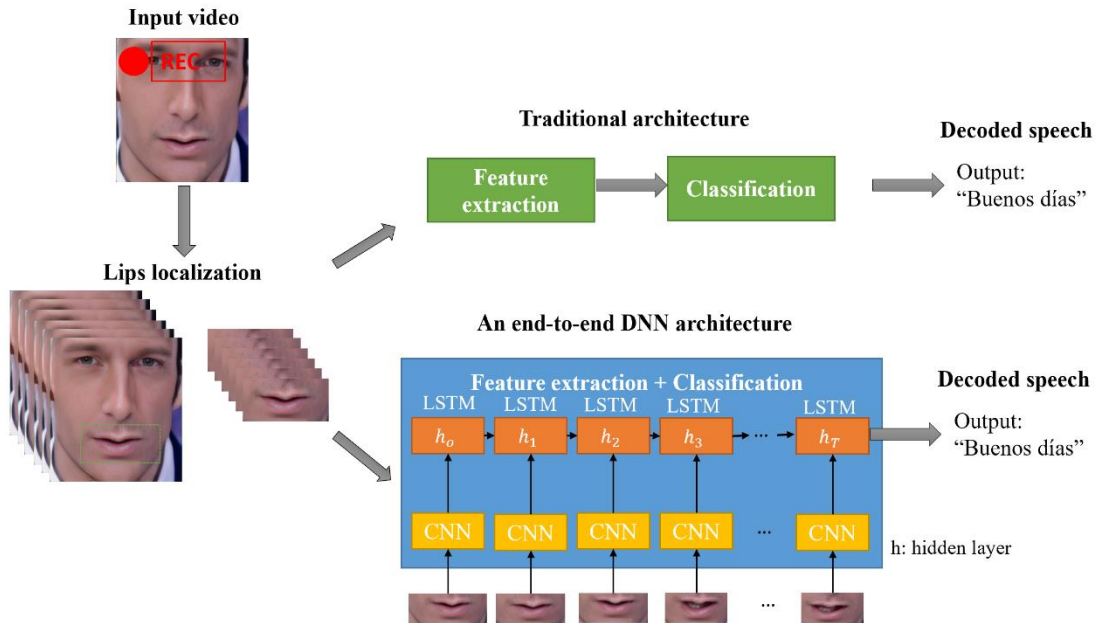 Input video
REC
Traditional architecture
Feature
extraction
Classification
Decoded speech
Output:
“Buenos días”
Lips localization
An end-to-end DNN architecture
Feature extraction + Classification
LSTM LSTM LSTM LSTM LSTM
hₒ h₁ h₂ h₃ ... h_T
CNN CNN CNN CNN ... CNN
...
Decoded speech
Output:
“Buenos días”
h: hidden layer